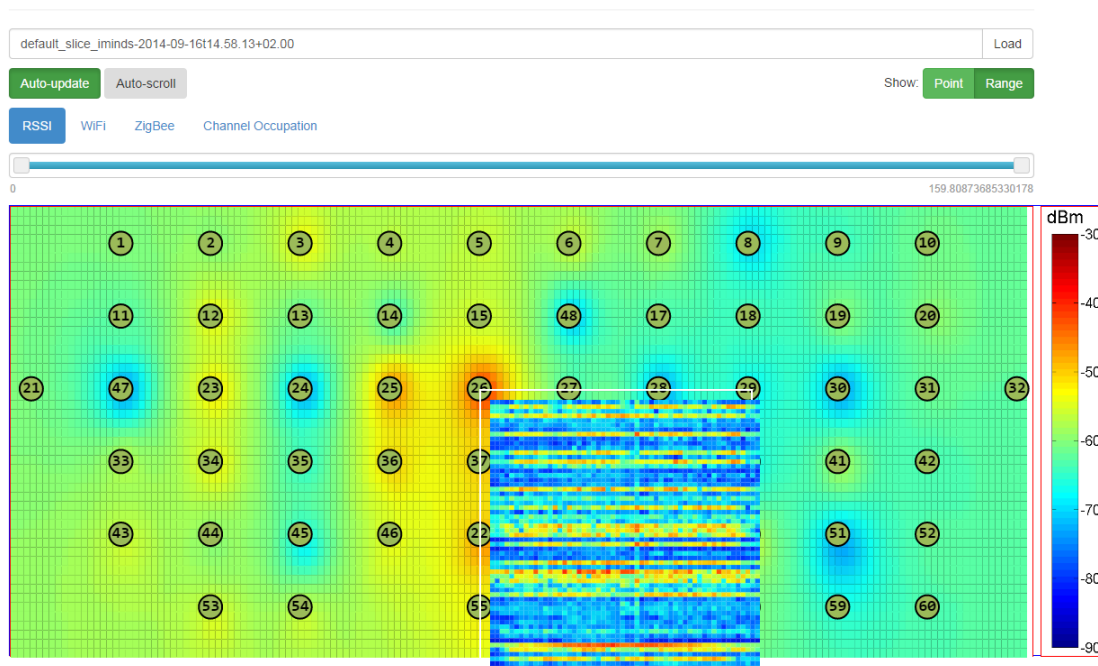 default_slice_iminds-2014-09-16t14.58.13+02.00 Load
Auto-update Auto-scroll Show: Point Range
RSSI WiFi ZigBee Channel Occupation
0 159.80873685330178
dBm
-30
1 2 3 4 5 6 7 8 9 10
-40
11 12 13 14 15 48 17 18 19 20
-50
21 47 23 24 25 26 27 28 29 30 31 32
33 34 35 36 37 41 42
-60
-70
43 44 45 46 22 51 52
-80
53 54 55 59 60
-90